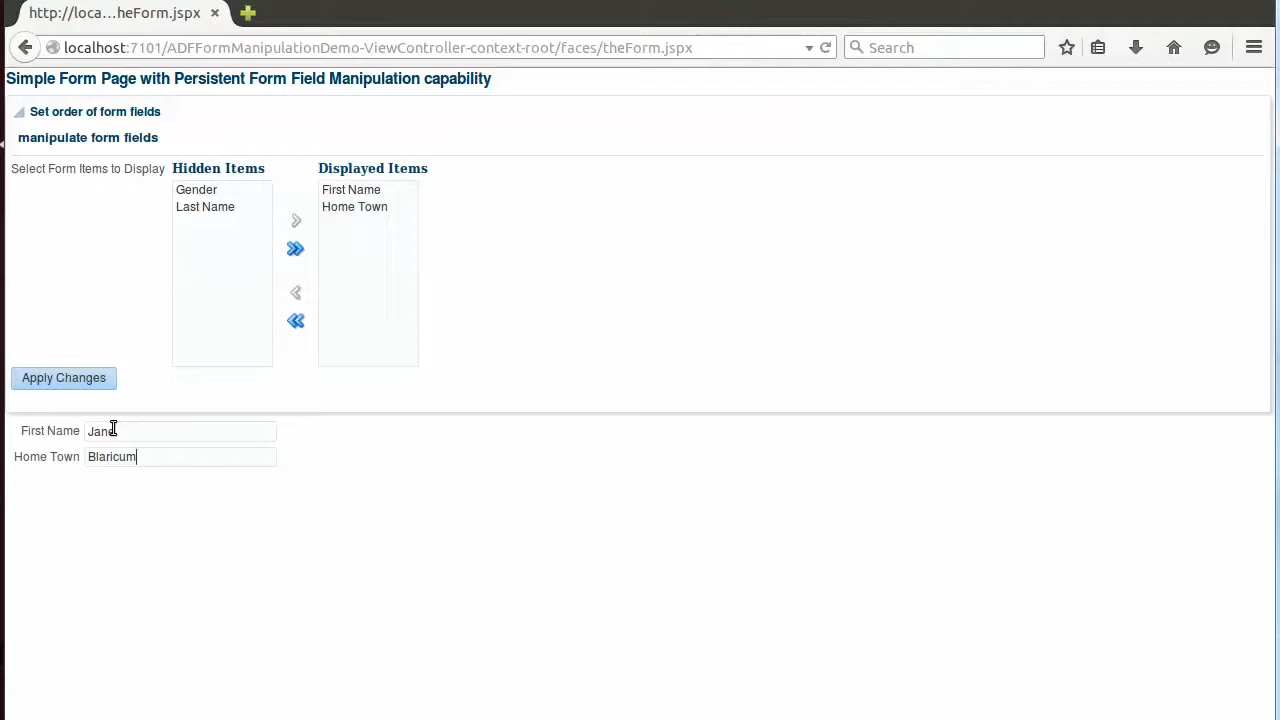 http://loca...heForm.jspx
localhost:7101/ADFFormManipulationDemo-ViewController-context-root/faces/theForm.jspx
Search
Simple Form Page with Persistent Form Field Manipulation capability
Set order of form fields
manipulate form fields
Select Form Items to Display
Hidden Items
Displayed Items
Gender
Last Name
First Name
Home Town
Apply Changes
First Name Jane
Home Town Blaricum